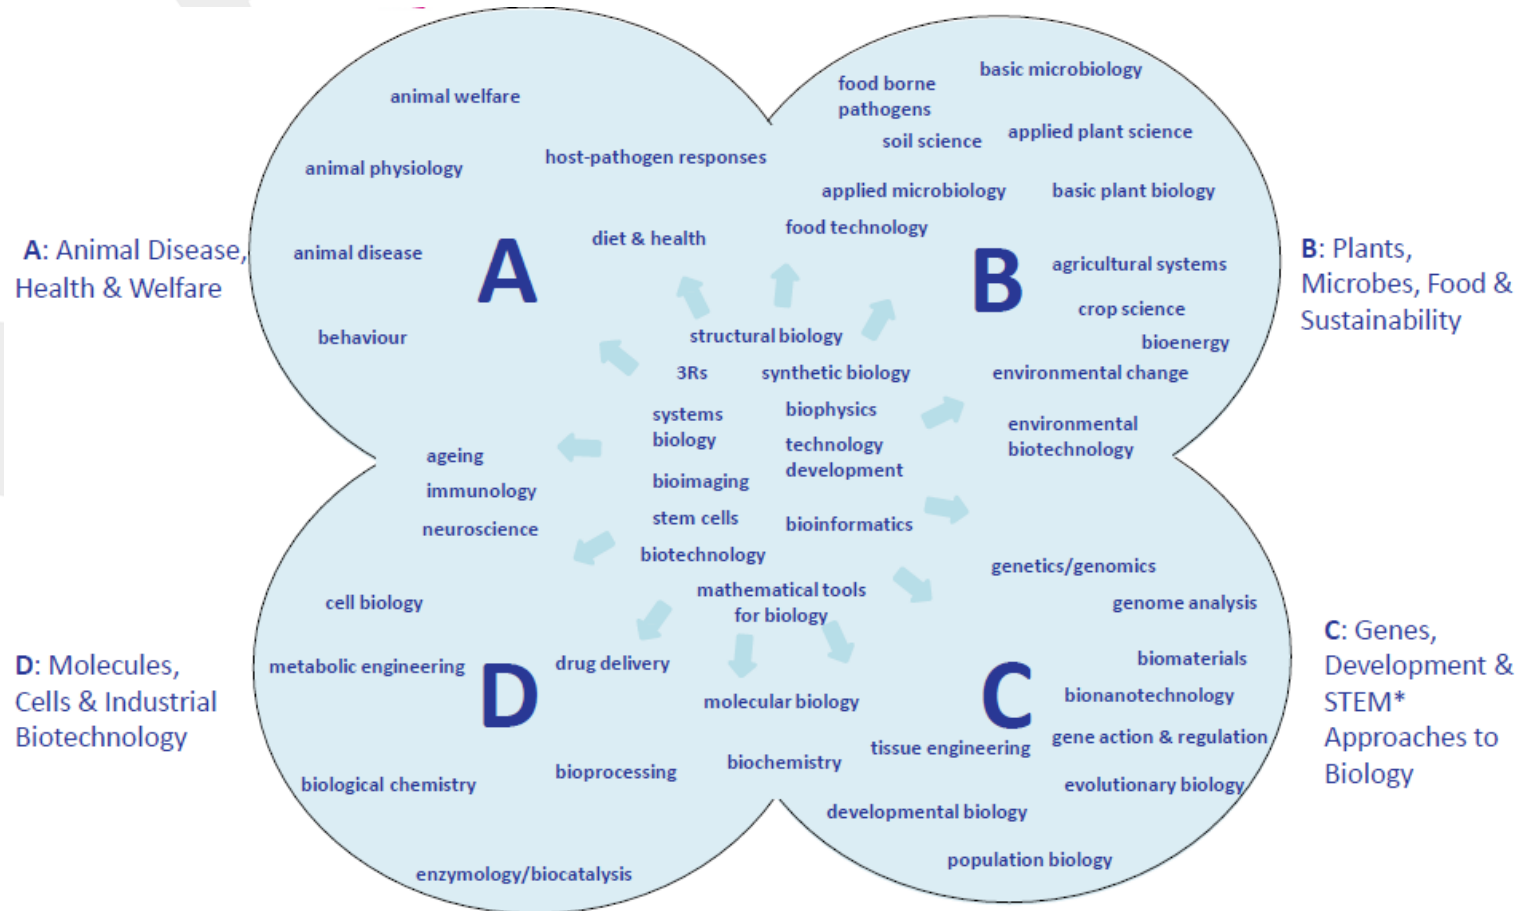 A: Animal Disease,
Health & Welfare
animal welfare
animal physiology
host-pathogen responses
animal disease
diet & health
A
behaviour
food borne
pathogens
basic microbiology
soil science
applied plant science
applied microbiology
basic plant biology
food technology
B
agricultural systems
crop science
bioenergy
environmental change
environmental
biotechnology
B: Plants,
Microbes, Food &
Sustainability
structural biology
3Rs
synthetic biology
systems
biology
biophysics
technology
development
bioimaging
stem cells
bioinformatics
biotechnology
mathematical tools
for biology
ageing
immunology
neuroscience
D: Molecules,
Cells & Industrial
Biotechnology
cell biology
metabolic engineering
D
drug delivery
molecular biology
biological chemistry
bioprocessing
biochemistry
enzymology/biocatalysis
genetics/genomics
genome analysis
biomaterials
C
bionanotechnology
tissue engineering
gene action & regulation
evolutionary biology
developmental biology
population biology
C: Genes,
Development &
STEM*
Approaches to
Biology